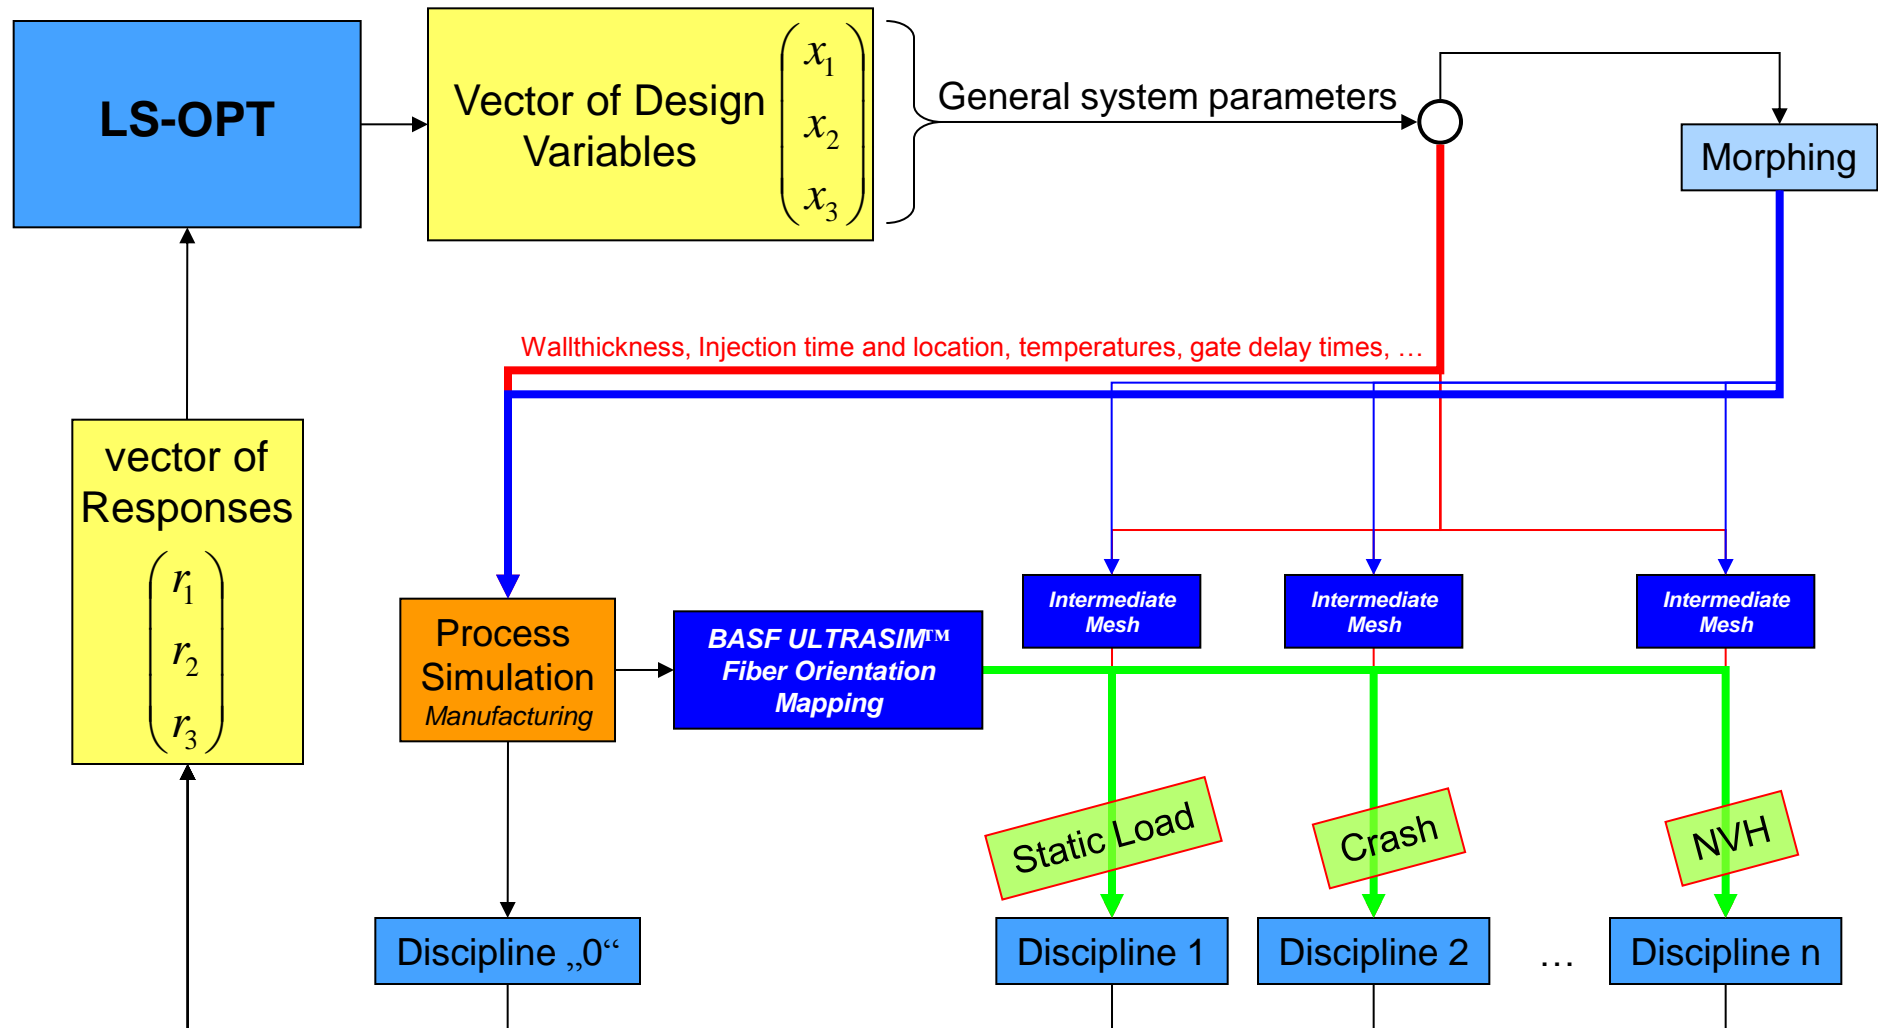 LS-OPT
Vector of Design
Variables
x1
x2
x3
General system parameters
Morphing
Wallthickness, Injection time and location, temperatures, gate delay times, …
vector of
Responses
r1
r2
r3
Process
Simulation
Manufacturing
BASF ULTRASIM™
Fiber Orientation
Mapping
Intermediate
Mesh
Intermediate
Mesh
Intermediate
Mesh
Static Load
Crash
NVH
Discipline „0“
Discipline 1
Discipline 2
…
Discipline n